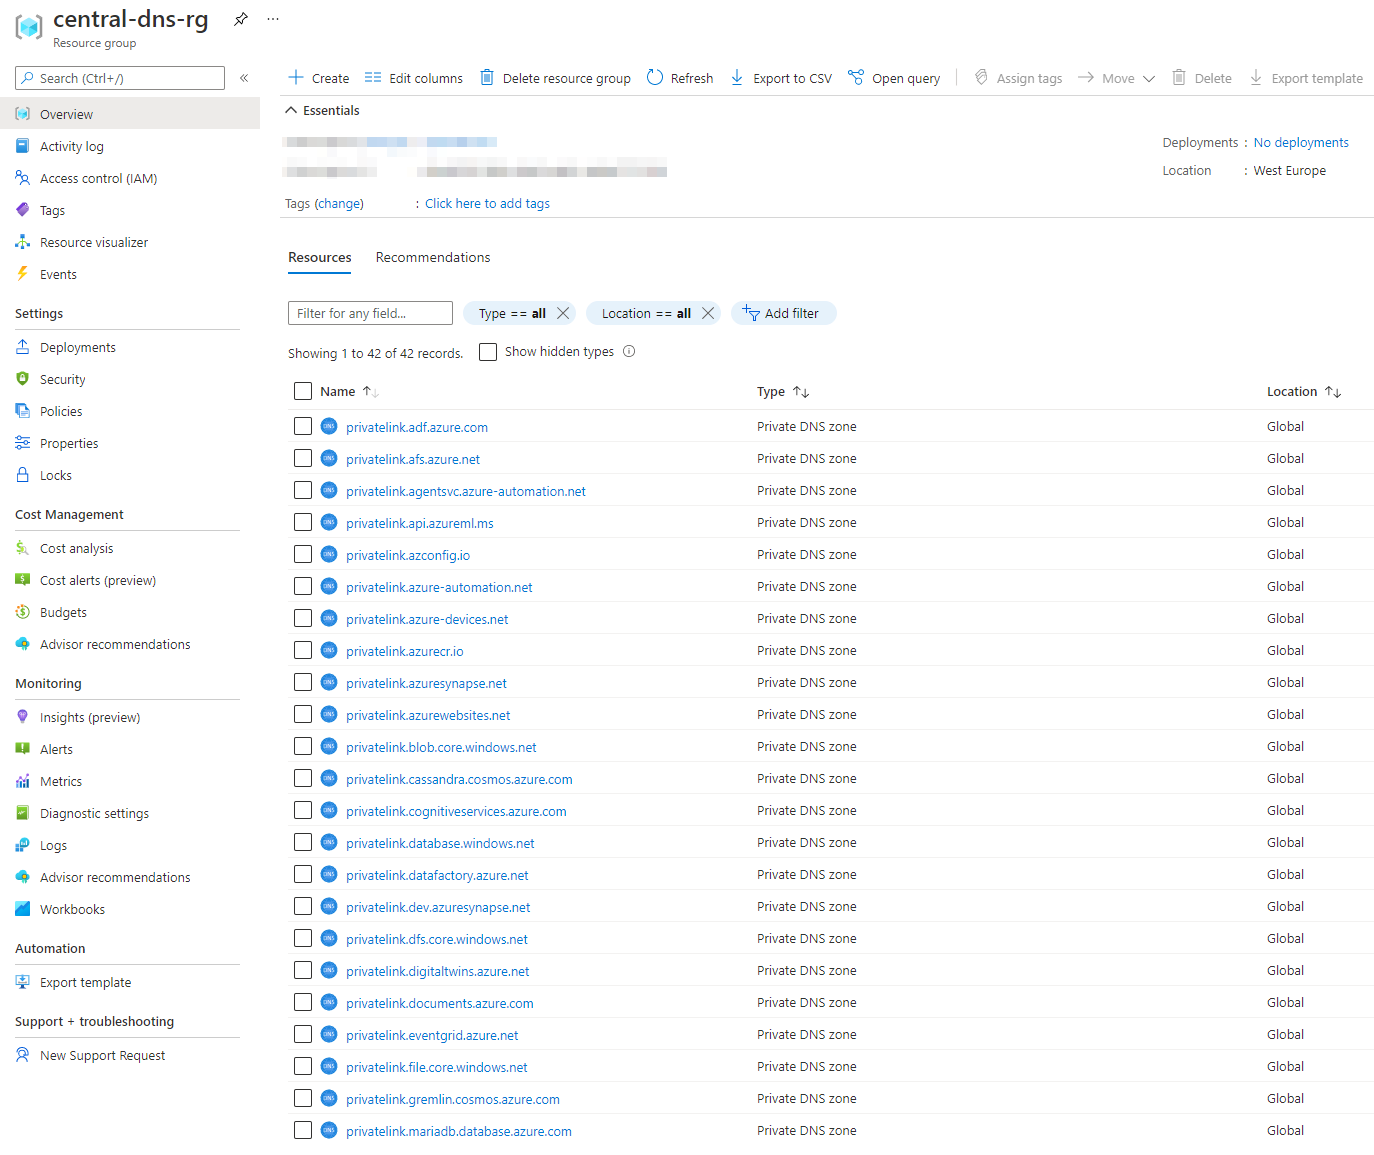 central-dns-rg
Resource group
Search (Ctrl+/)
Overview
Activity log
Access control (IAM)
Tags
Resource visualizer
Events
Settings
Deployments
Security
Policies
Properties
Locks
Cost Management
Cost analysis
Cost alerts (preview)
Budgets
Advisor recommendations
Monitoring
Insights (preview)
Alerts
Metrics
Diagnostic settings
Logs
Advisor recommendations
Workbooks
Automation
Export template
Support + troubleshooting
New Support Request
Create Edit columns Delete resource group Refresh Export to CSV Open query Assign tags Move Delete Export template
Essentials
Deployments : No deployments
Location : West Europe
Tags (change) : Click here to add tags
Resources Recommendations
Filter for any field... Type == all Location == all Add filter
Showing 1 to 42 of 42 records. Show hidden types
Name Type Location
privatelink.adf.azure.com Private DNS zone Global
privatelink.afs.azure.net Private DNS zone Global
privatelink.agentsvc.azure-automation.net Private DNS zone Global
privatelink.api.azureml.ms Private DNS zone Global
privatelink.azconfig.io Private DNS zone Global
privatelink.azure-automation.net Private DNS zone Global
privatelink.azure-devices.net Private DNS zone Global
privatelink.azurecr.io Private DNS zone Global
privatelink.azuresynapse.net Private DNS zone Global
privatelink.azurewebsites.net Private DNS zone Global
privatelink.blob.core.windows.net Private DNS zone Global
privatelink.cassandra.cosmos.azure.com Private DNS zone Global
privatelink.cognitiveservices.azure.com Private DNS zone Global
privatelink.database.windows.net Private DNS zone Global
privatelink.datafactory.azure.net Private DNS zone Global
privatelink.dev.azuresynapse.net Private DNS zone Global
privatelink.dfs.core.windows.net Private DNS zone Global
privatelink.digitaltwins.azure.net Private DNS zone Global
privatelink.documents.azure.com Private DNS zone Global
privatelink.eventgrid.azure.net Private DNS zone Global
privatelink.file.core.windows.net Private DNS zone Global
privatelink.gremlin.cosmos.azure.com Private DNS zone Global
privatelink.mariadb.database.azure.com Private DNS zone Global